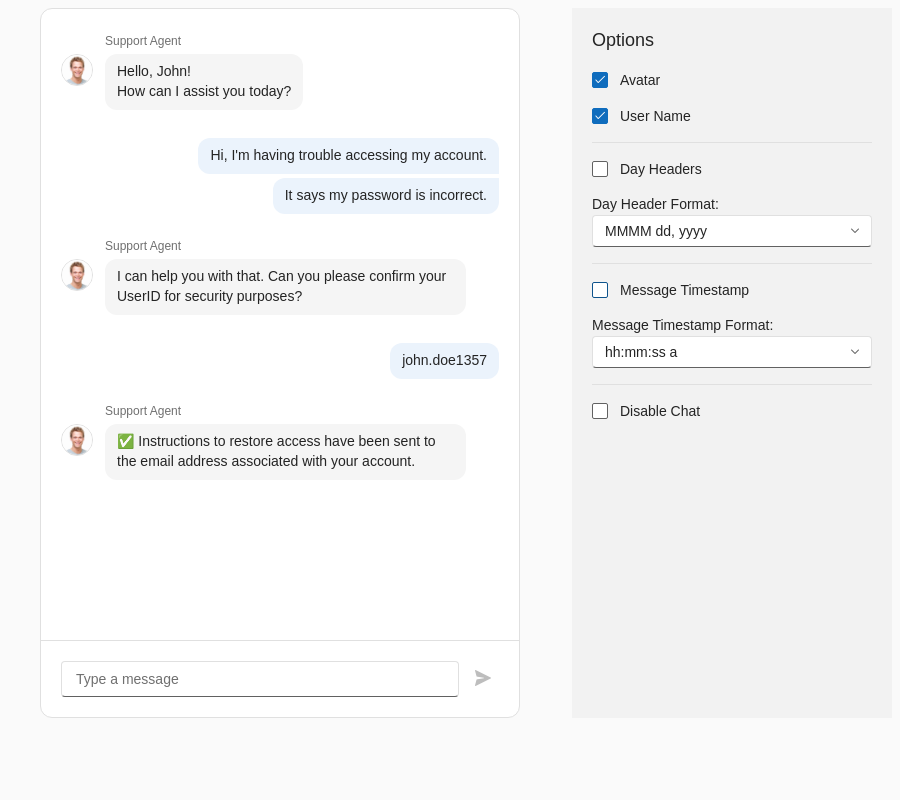 Support Agent
Hello, John!
How can I assist you today?
Hi, I'm having trouble accessing my account.
It says my password is incorrect.
Support Agent
I can help you with that. Can you please confirm your
UserID for security purposes?
john.doe1357
Support Agent
✅ Instructions to restore access have been sent to
the email address associated with your account.
Type a message
Options
Avatar
User Name
Day Headers
Day Header Format:
MMMM dd, yyyy
Message Timestamp
Message Timestamp Format:
hh:mm:ss a
Disable Chat